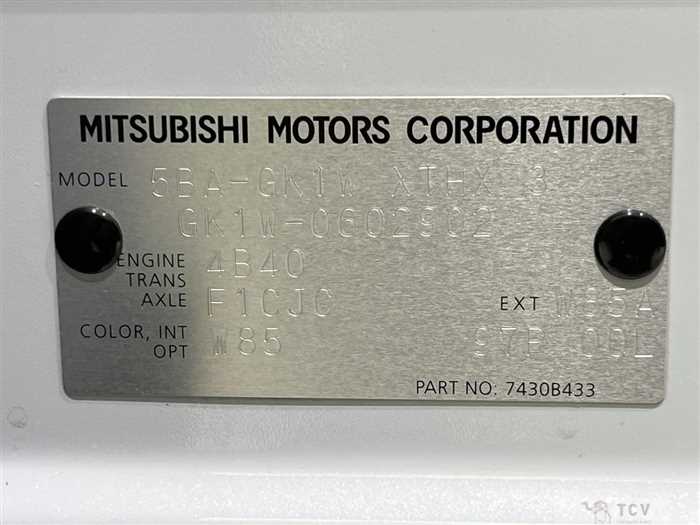 MITSUBISHI MOTORS CORPORATION
MODEL 5BA-GK1W XTHX 3
GK1W-0602902
ENGINE 4B40
TRANS
AXLE F1CJC EXT W85A
COLOR, INT W85
OPT 00L
PART NO: 7430B433
TCV